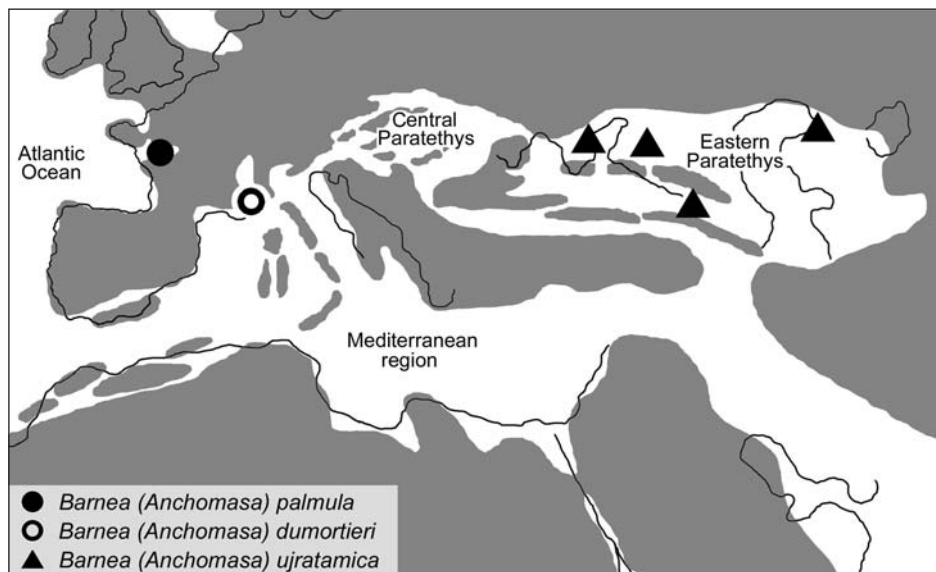 Central
Paratethys
Eastern
Paratethys
Atlantic
Ocean
Mediterranean
region
Barnea (Anchomasa) palmula
Barnea (Anchomasa) dumortieri
Barnea (Anchomasa) ujratamica